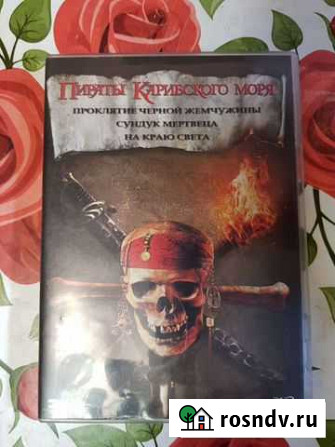 Пираты Карибского моря
ПРОКЛЯТИЕ ЧЕРНОЙ ЖЕМЧУЖИНЫ
СУНДУК МЕРТВЕЦА
НА КРАЮ СВЕТА
rosndv.ru